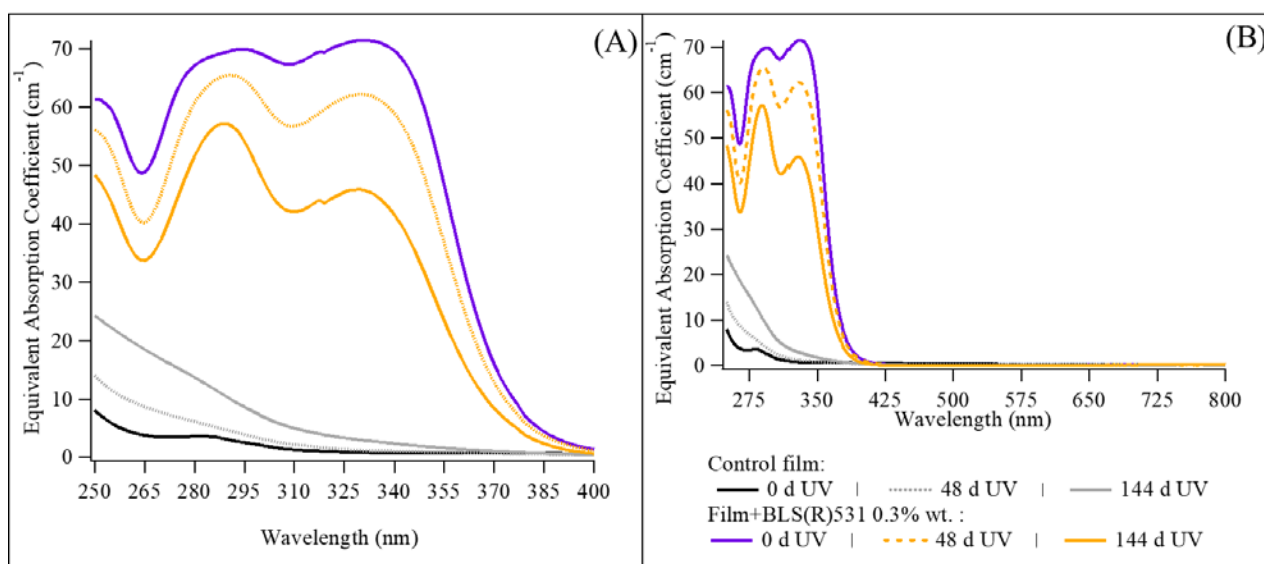 (A)
Equivalent Absorption Coefficient (cm⁻¹)
70
60
50
40
30
20
10
0
250 265 280 295 310 325 340 355 370 385 400
Wavelength (nm)
(B)
Equivalent Absorption Coefficient (cm⁻¹)
70
60
50
40
30
20
10
0
275 350 425 500 575 650 725 800
Wavelength (nm)
Control film:
0 d UV | 48 d UV | 144 d UV
Film+BLS(R)531 0.3% wt. :
0 d UV | 48 d UV | 144 d UV